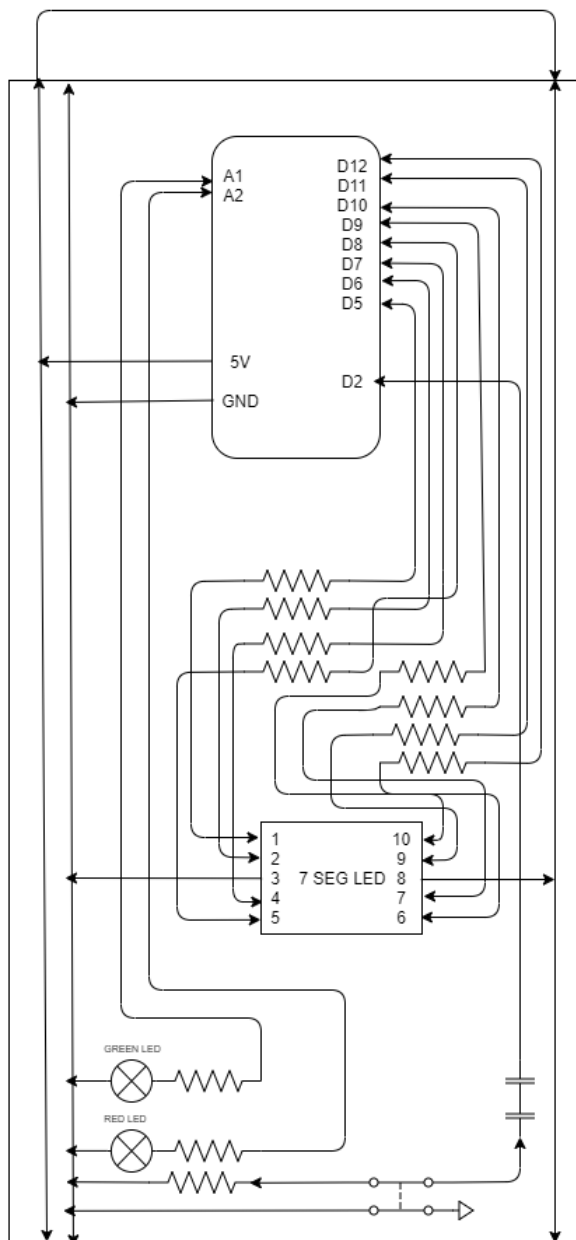 A1
A2
D12
D11
D10
D9
D8
D7
D6
D5
5V
D2
GND
1 10
2 9
3 7 SEG LED 8
4 7
5 6
GREEN LED
RED LED